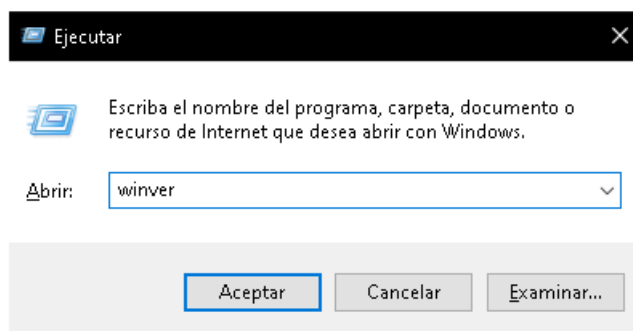 Ejecutar
Escriba el nombre del programa, carpeta, documento o
recurso de Internet que desea abrir con Windows.
Abrir: winver
Aceptar Cancelar Examinar...